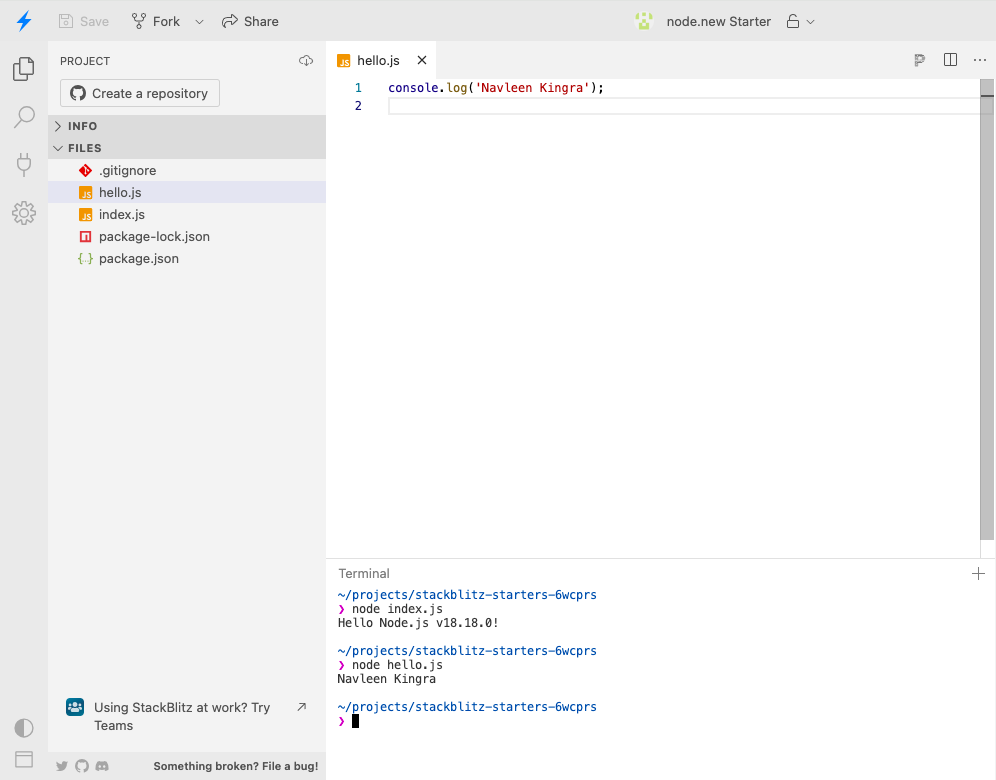 Save
Fork
Share
node.new Starter
PROJECT
Create a repository
INFO
FILES
.gitignore
JS hello.js
JS index.js
package-lock.json
{..} package.json
Using StackBlitz at work? Try
Teams
Something broken? File a bug!
JS hello.js
1 console.log('Navleen Kingra');
2
Terminal
~/projects/stackblitz-starters-6wcprs
❯ node index.js
Hello Node.js v18.18.0!
~/projects/stackblitz-starters-6wcprs
❯ node hello.js
Navleen Kingra
~/projects/stackblitz-starters-6wcprs
❯